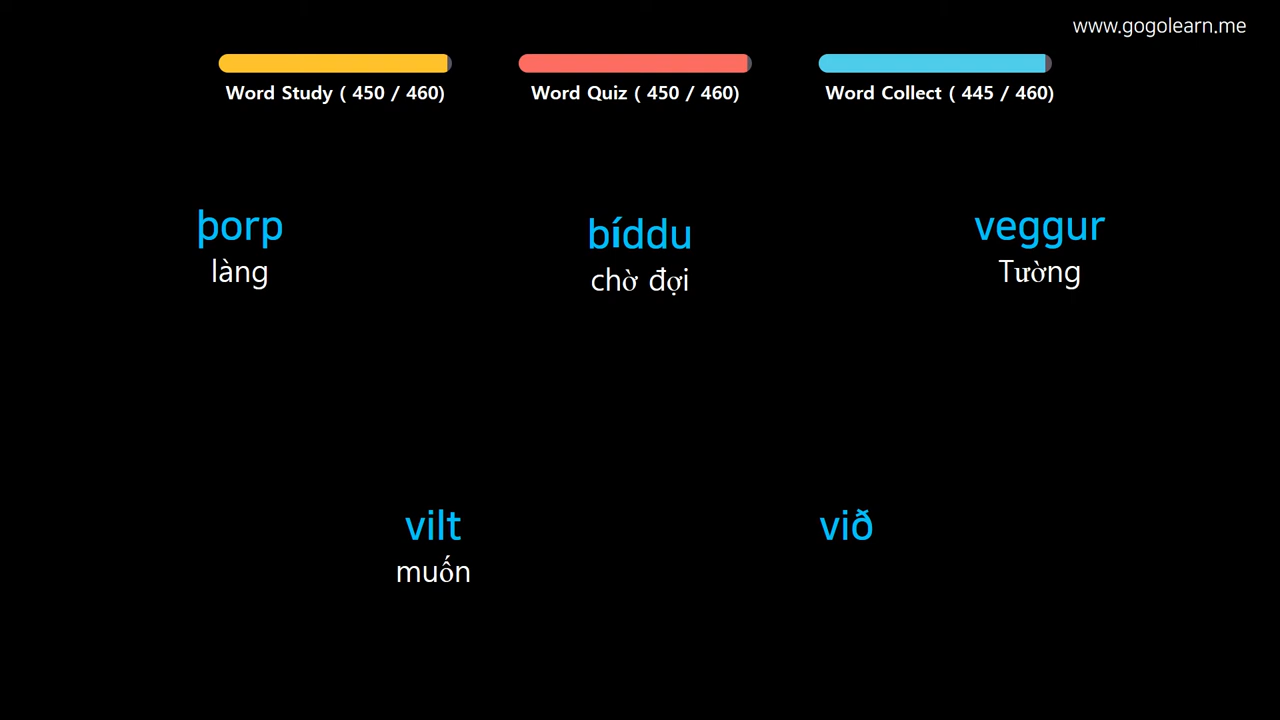 www.gogolearn.me
Word Study ( 450 / 460)
Word Quiz ( 450 / 460)
Word Collect ( 445 / 460)
þorp
làng
bíddu
chờ đợi
veggur
Tường
vilt
muốn
við